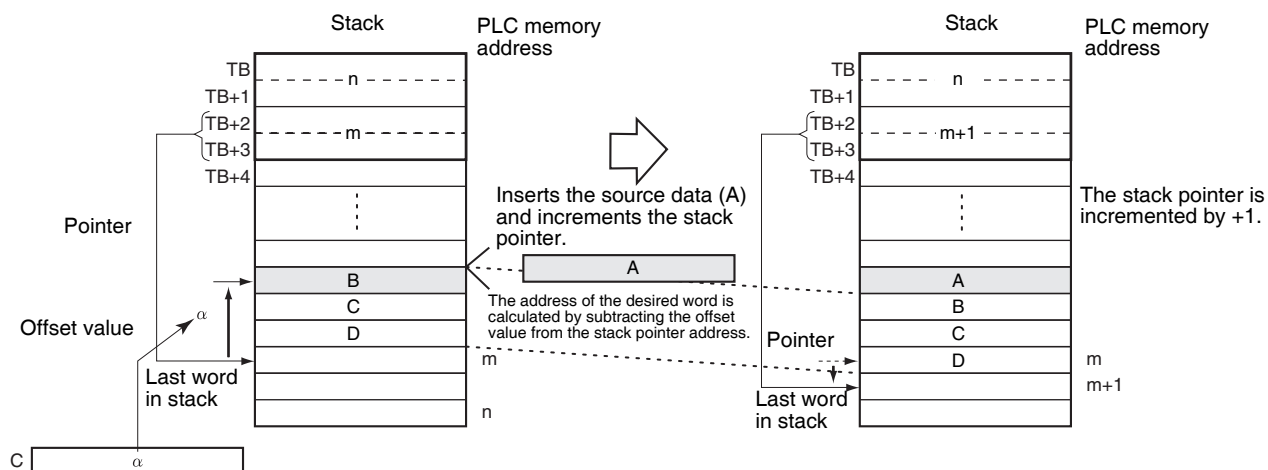 Stack
PLC memory
address
TB
n
TB+1
TB+2
m
TB+3
TB+4
Pointer
B
C
D
Offset value
α
Last word
in stack
m
n
C
α
Inserts the source data (A)
and increments the stack
pointer.
A
The address of the desired word is
calculated by subtracting the offset
value from the stack pointer address.
Stack
PLC memory
address
TB
n
TB+1
TB+2
m+1
TB+3
TB+4
The stack pointer is
incremented by +1.
A
B
C
D
Pointer
m
m+1
Last word
in stack